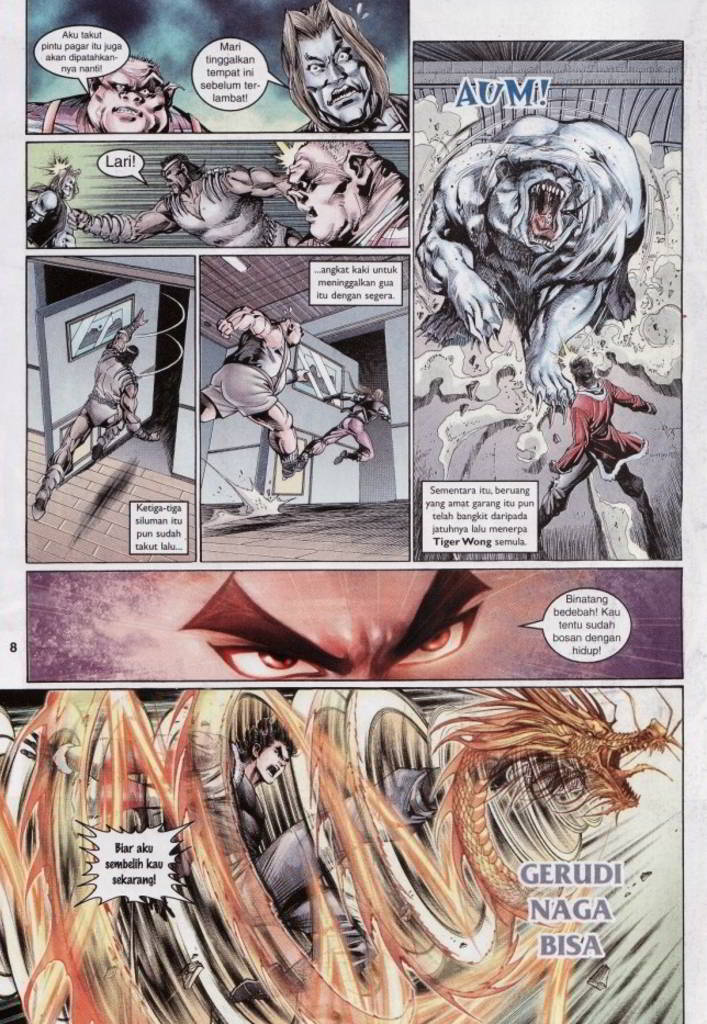 Aku takut
pintu pagar itu juga
akan dipatahkan-
nya nanti!
Mari
tinggalkan
tempat ini
sebelum ter-
lambat!
Lari!
Ketiga-tiga
siluman itu
pun sudah
takut lalu...
...angkat kaki untuk
meninggalkan gua
itu dengan segera.
AUM!
Sementara itu, beruang
yang amat garang itu pun
telah bangkit daripada
jatuhnya lalu menerpa
Tiger Wong semula.
Binatang
bedebah! Kau
tentu sudah
bosan dengan
hidup!
8
Biar aku
sembelih kau
sekarang!
GERUDI
NAGA
BISA